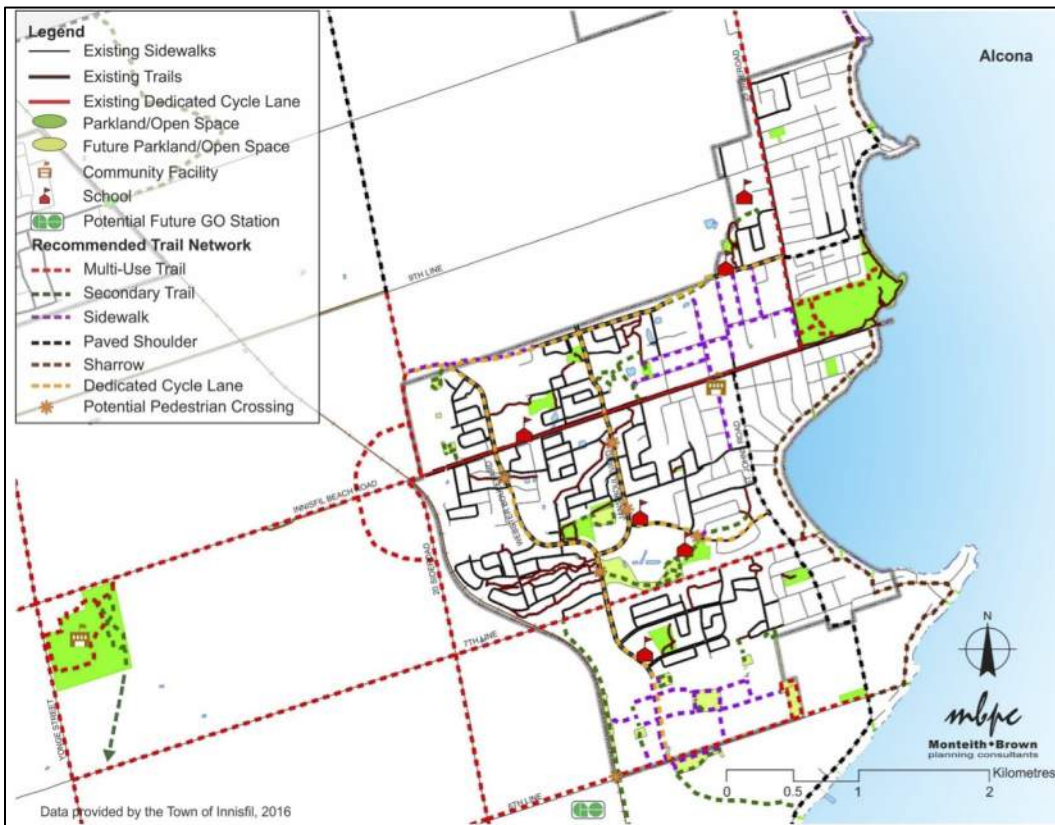 Legend
Existing Sidewalks
Existing Trails
Existing Dedicated Cycle Lane
Parkland/Open Space
Future Parkland/Open Space
Community Facility
School
Potential Future GO Station
Recommended Trail Network
Multi-Use Trail
Secondary Trail
Sidewalk
Paved Shoulder
Sharrow
Dedicated Cycle Lane
Potential Pedestrian Crossing
Alcona
9TH LINE
INNISFIL BEACH ROAD
20 SIDEROAD
7TH LINE
YONGE STREET
6TH LINE
GO
N
mbpc
Monteith•Brown
planning consultants
Kilometres
0 0.5 1 2
Data provided by the Town of Innisfil, 2016